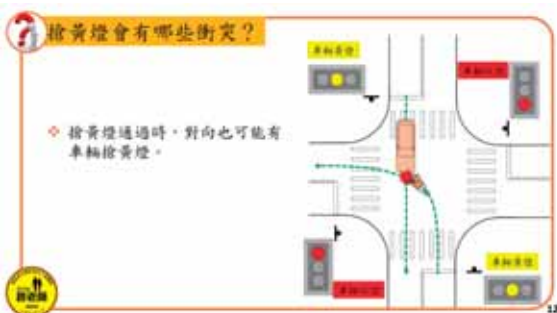 搶黃燈會有哪些衝突？
車輛黃燈
車輛紅燈
❖ 搶黃燈通過時，對向也可能有
車輛搶黃燈。
車輛紅燈
車輛黃燈